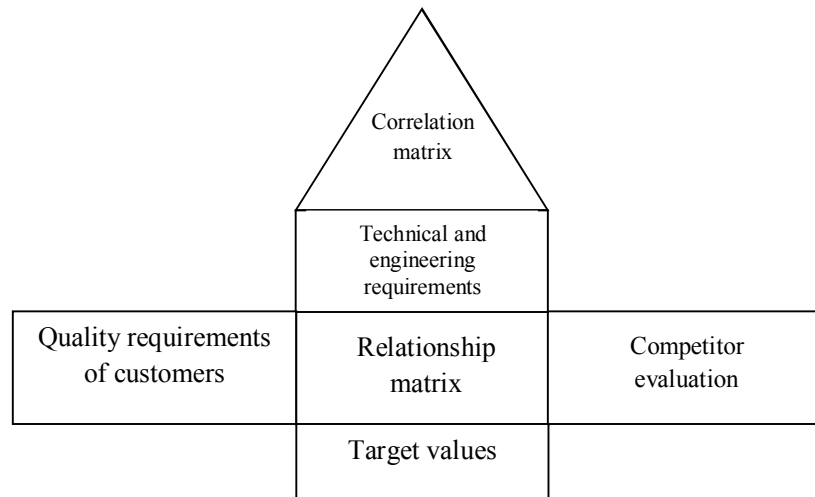 Correlation
matrix
Technical and
engineering
requirements
Quality requirements
of customers
Relationship
matrix
Competitor
evaluation
Target values